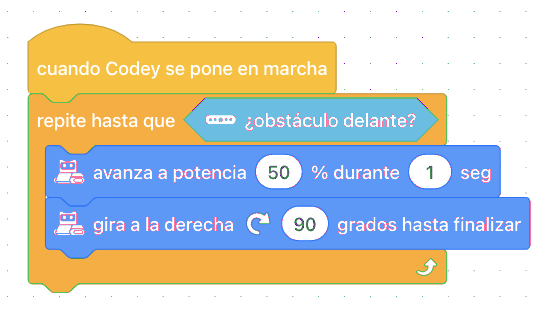 cuando Codey se pone en marcha
repite hasta que ¿obstáculo delante?
avanza a potencia 50 % durante 1 seg
gira a la derecha 90 grados hasta finalizar